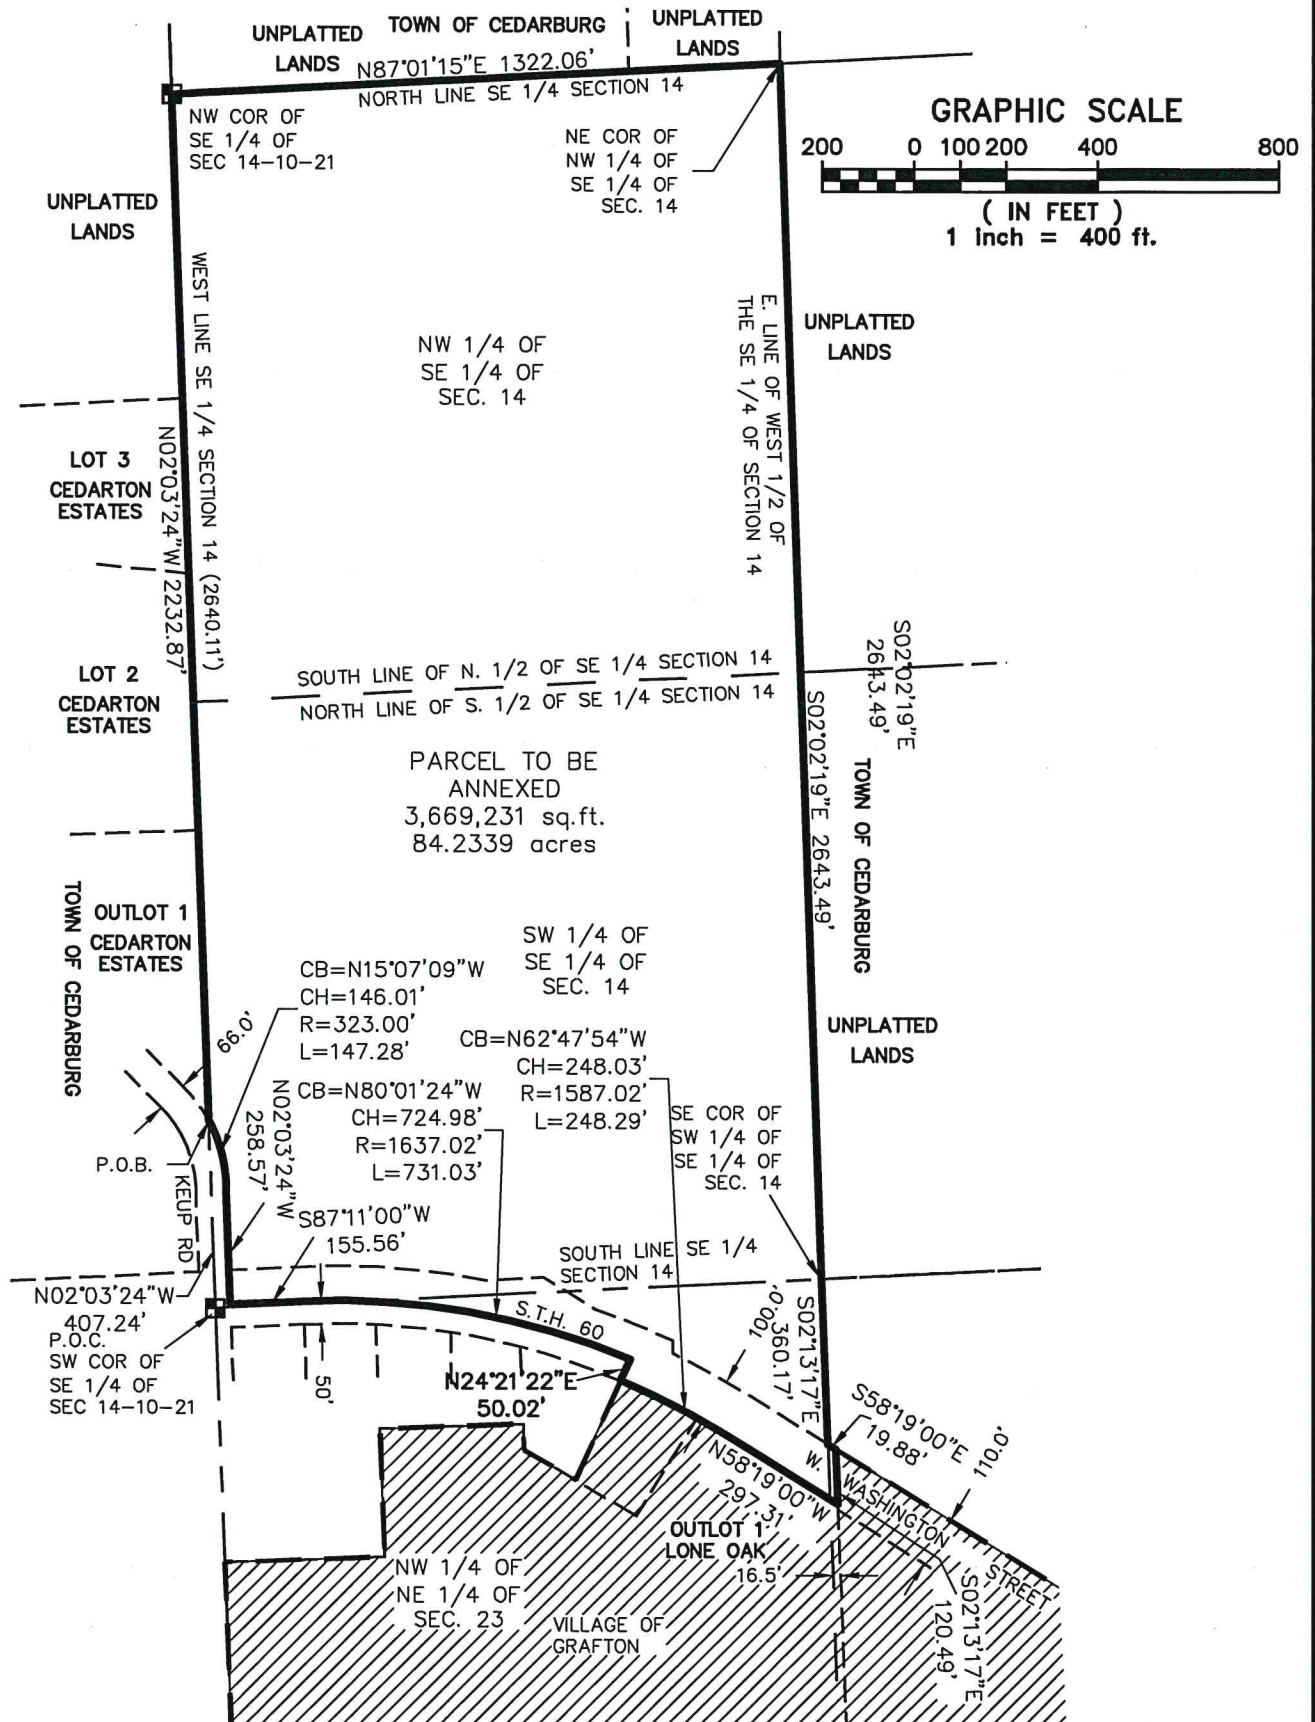 UNPLATTED
LANDS
TOWN OF CEDARBURG
UNPLATTED
LANDS
N87°01'15"E 1322.06'
NORTH LINE SE 1/4 SECTION 14
NW COR OF
SE 1/4 OF
SEC 14-10-21
NE COR OF
NW 1/4 OF
SE 1/4 OF
SEC. 14
GRAPHIC SCALE
200 0 100 200 400 800
( IN FEET )
1 inch = 400 ft.
UNPLATTED
LANDS
WEST LINE SE 1/4 SECTION 14 (2640.11')
N02°03'24"W 2232.87'
NW 1/4 OF
SE 1/4 OF
SEC. 14
E. LINE OF WEST 1/2 OF
THE SE 1/4 OF SECTION 14
UNPLATTED
LANDS
LOT 3
CEDARTON
ESTATES
LOT 2
CEDARTON
ESTATES
SOUTH LINE OF N. 1/2 OF SE 1/4 SECTION 14
NORTH LINE OF S. 1/2 OF SE 1/4 SECTION 14
S02°02'19"E
2643.49'
S02°02'19"E 2643.49'
TOWN OF CEDARBURG
PARCEL TO BE
ANNEXED
3,669,231 sq.ft.
84.2339 acres
TOWN OF CEDARBURG
OUTLOT 1
CEDARTON
ESTATES
SW 1/4 OF
SE 1/4 OF
SEC. 14
UNPLATTED
LANDS
CB=N15°07'09"W
CH=146.01'
R=323.00'
L=147.28'
66.0'
CB=N62°47'54"W
CH=248.03'
R=1587.02'
L=248.29'
CB=N80°01'24"W
CH=724.98'
R=1637.02'
L=731.03'
N02°03'24"W
258.57'
SE COR OF
SW 1/4 OF
SE 1/4 OF
SEC. 14
P.O.B.
KEUP RD
S87°11'00"W
155.56'
SOUTH LINE SE 1/4
SECTION 14
N02°03'24"W
407.24'
P.O.C.
SW COR OF
SE 1/4 OF
SEC 14-10-21
S.T.H. 60
100.0'
S02°13'17"E
360.17'
50'
N24°21'22"E
50.02'
S58°19'00"E
19.88'
110.0'
N58°19'00"W
297.31'
W. WASHINGTON STREET
OUTLOT 1
LONE OAK
16.5'
S02°13'17"E
120.49'
NW 1/4 OF
NE 1/4 OF
SEC. 23
VILLAGE OF
GRAFTON